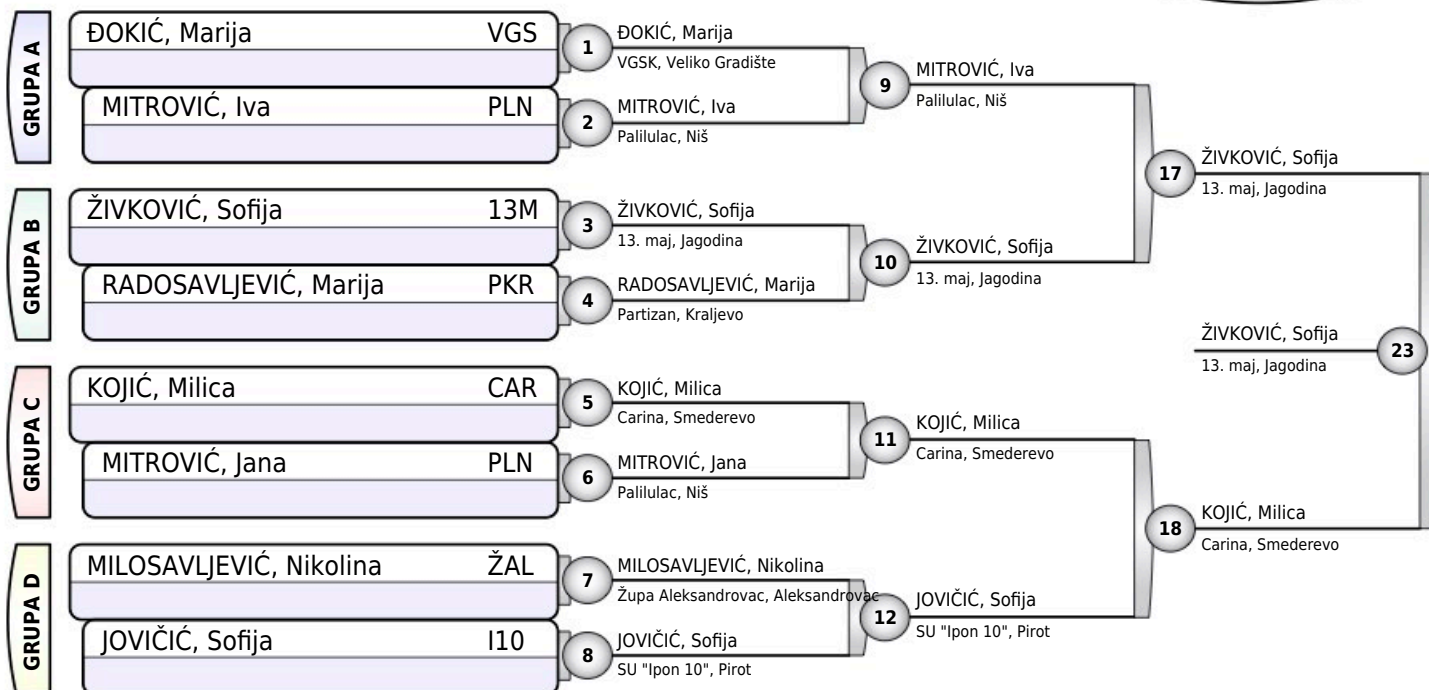 GRUPA A
ĐOKIĆ, Marija VGS
MITROVIĆ, Iva PLN
GRUPA B
ŽIVKOVIĆ, Sofija 13M
RADOSAVLJEVIĆ, Marija PKR
GRUPA C
KOJIĆ, Milica CAR
MITROVIĆ, Jana PLN
GRUPA D
MILOSAVLJEVIĆ, Nikolina ŽAL
JOVIČIĆ, Sofija I10
1
ĐOKIĆ, Marija
VGSK, Veliko Gradište
2
MITROVIĆ, Iva
Palilulac, Niš
3
ŽIVKOVIĆ, Sofija
13. maj, Jagodina
4
RADOSAVLJEVIĆ, Marija
Partizan, Kraljevo
5
KOJIĆ, Milica
Carina, Smederevo
6
MITROVIĆ, Jana
Palilulac, Niš
7
MILOSAVLJEVIĆ, Nikolina
Župa Aleksandrovac, Aleksandrovac
8
JOVIČIĆ, Sofija
SU "Ipon 10", Pirot
9
MITROVIĆ, Iva
Palilulac, Niš
10
ŽIVKOVIĆ, Sofija
13. maj, Jagodina
11
KOJIĆ, Milica
Carina, Smederevo
12
JOVIČIĆ, Sofija
SU "Ipon 10", Pirot
17
ŽIVKOVIĆ, Sofija
13. maj, Jagodina
18
KOJIĆ, Milica
Carina, Smederevo
ŽIVKOVIĆ, Sofija
13. maj, Jagodina
23